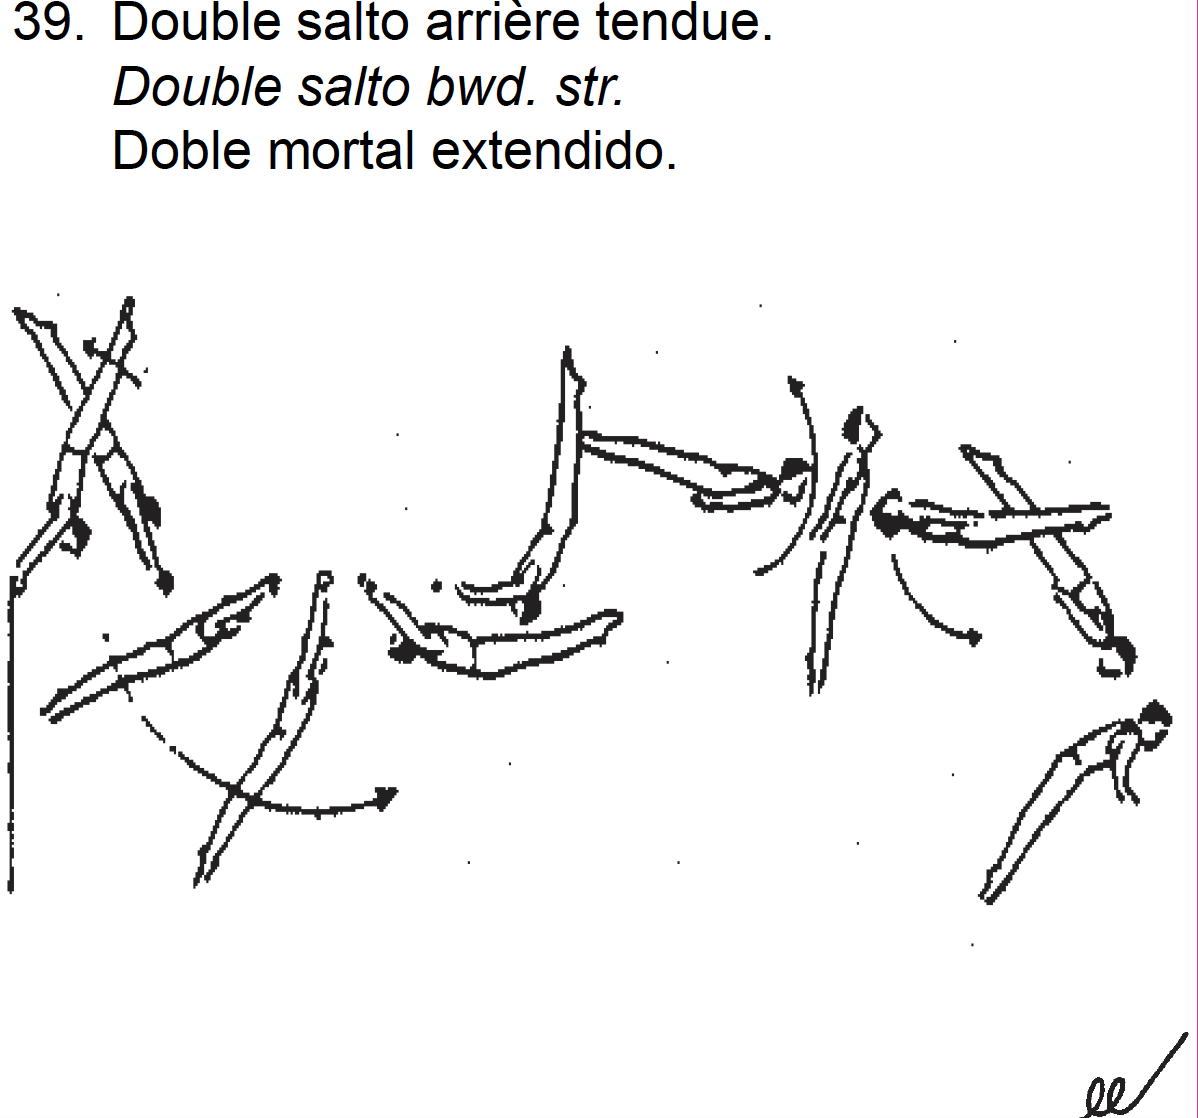 39. Double salto arrière tendue.
Double salto bwd. str.
Doble mortal extendido.